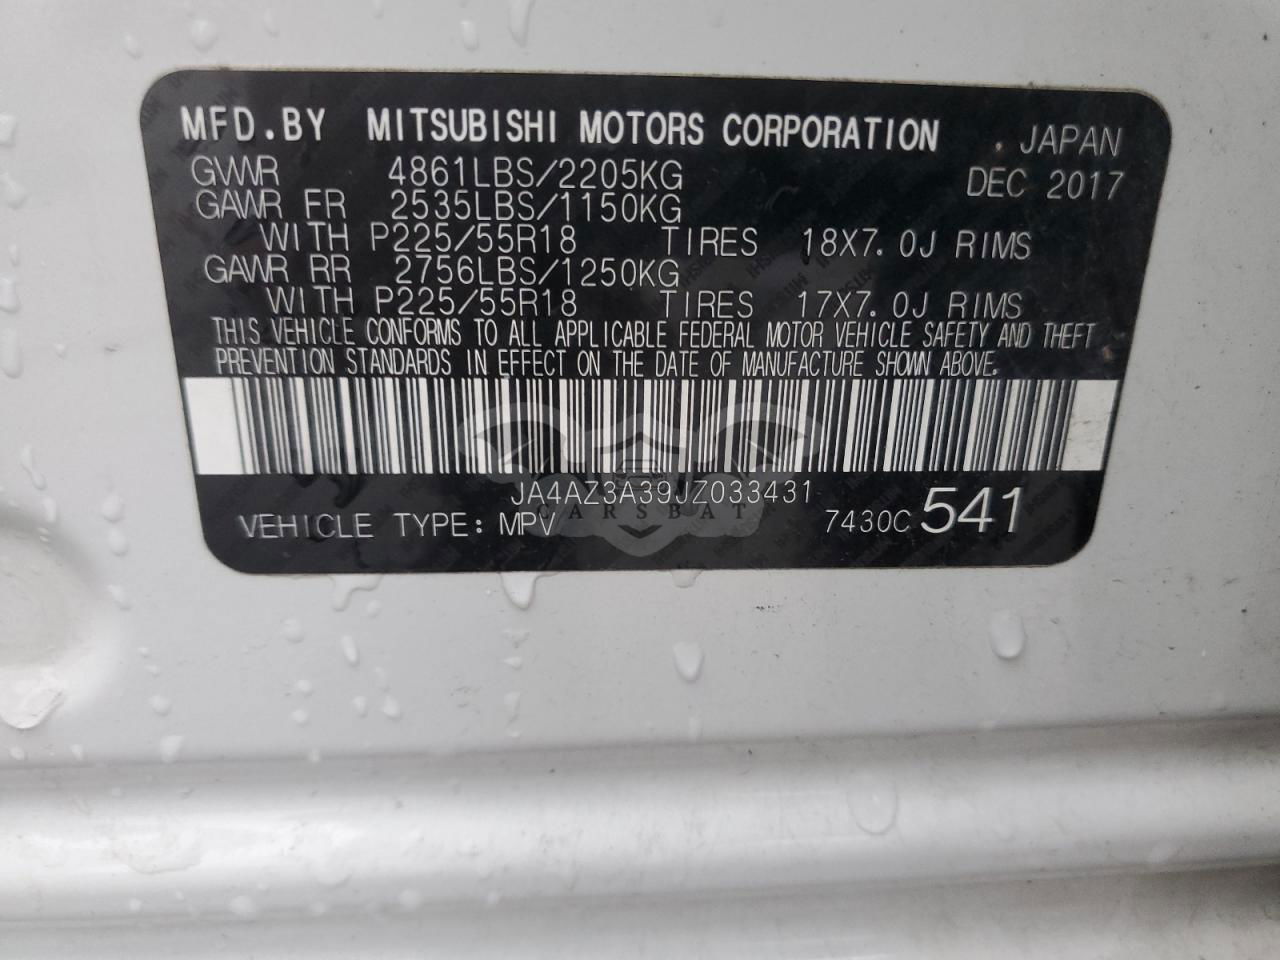 MFD.BY MITSUBISHI MOTORS CORPORATION JAPAN
GVWR 4861LBS/2205KG DEC 2017
GAWR FR 2535LBS/1150KG
WITH P225/55R18 TIRES 18X7.0J RIMS
GAWR RR 2756LBS/1250KG
WITH P225/55R18 TIRES 17X7.0J RIMS
THIS VEHICLE CONFORMS TO ALL APPLICABLE FEDERAL MOTOR VEHICLE SAFETY AND THEFT
PREVENTION STANDARDS IN EFFECT ON THE DATE OF MANUFACTURE SHOWN ABOVE.
JA4AZ3A39JZ033431
CARSBAT
VEHICLE TYPE: MPV 7430C 541